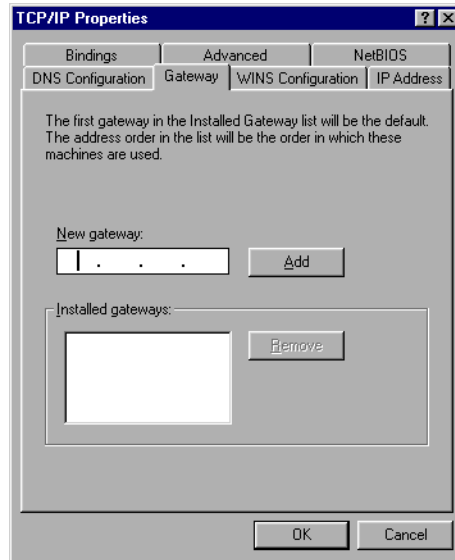 TCP/IP Properties
Bindings Advanced NetBIOS
DNS Configuration Gateway WINS Configuration IP Address
The first gateway in the Installed Gateway list will be the default.
The address order in the list will be the order in which these
machines are used.
New gateway:
. . .
Add
Installed gateways:
Remove
OK Cancel